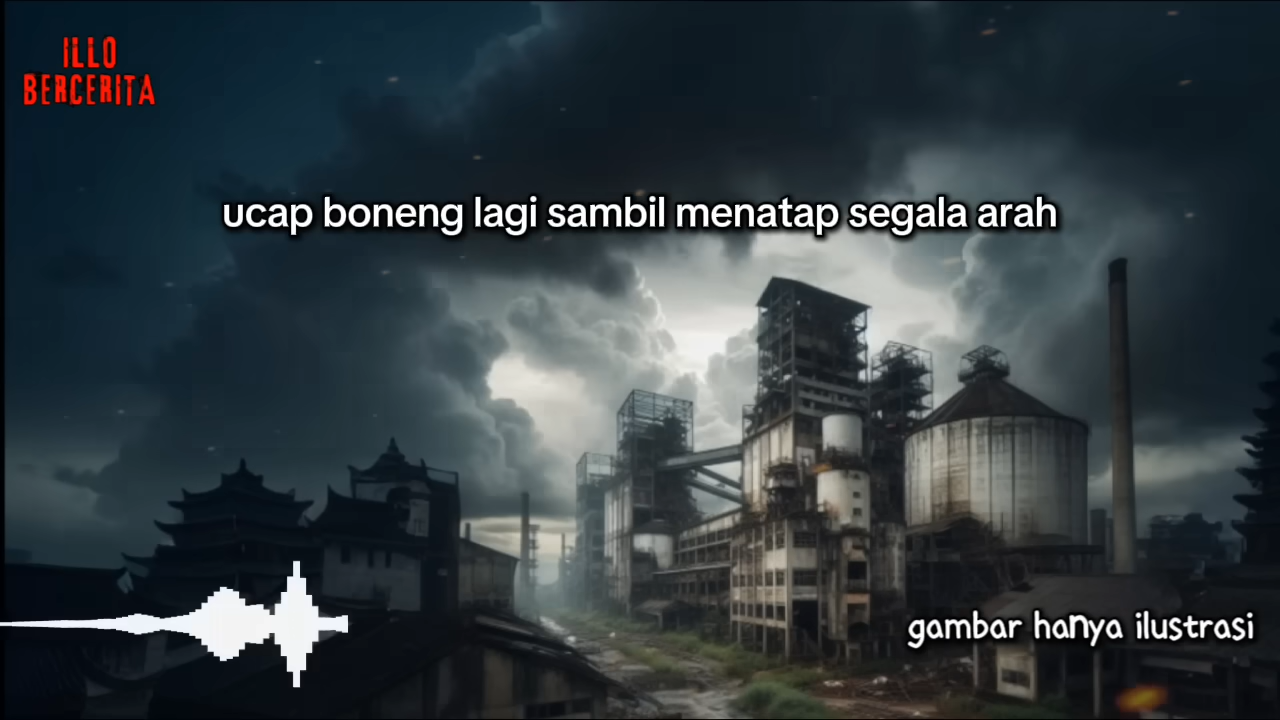 ILLO
BERCERITA
ucap boneng lagi sambil menatap segala arah
gambar hanya ilustrasi